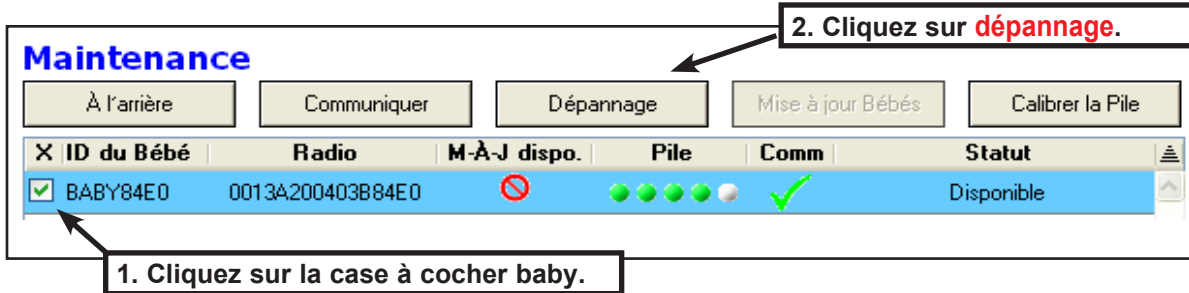 2. Cliquez sur dépannage.
Maintenance
À l'arrière Communiquer Dépannage Mise à jour Bébés Calibrer la Pile
X ID du Bébé Radio M-À-J dispo. Pile Comm Statut
BABY84E0 0013A200403B84E0 Disponible
1. Cliquez sur la case à cocher baby.